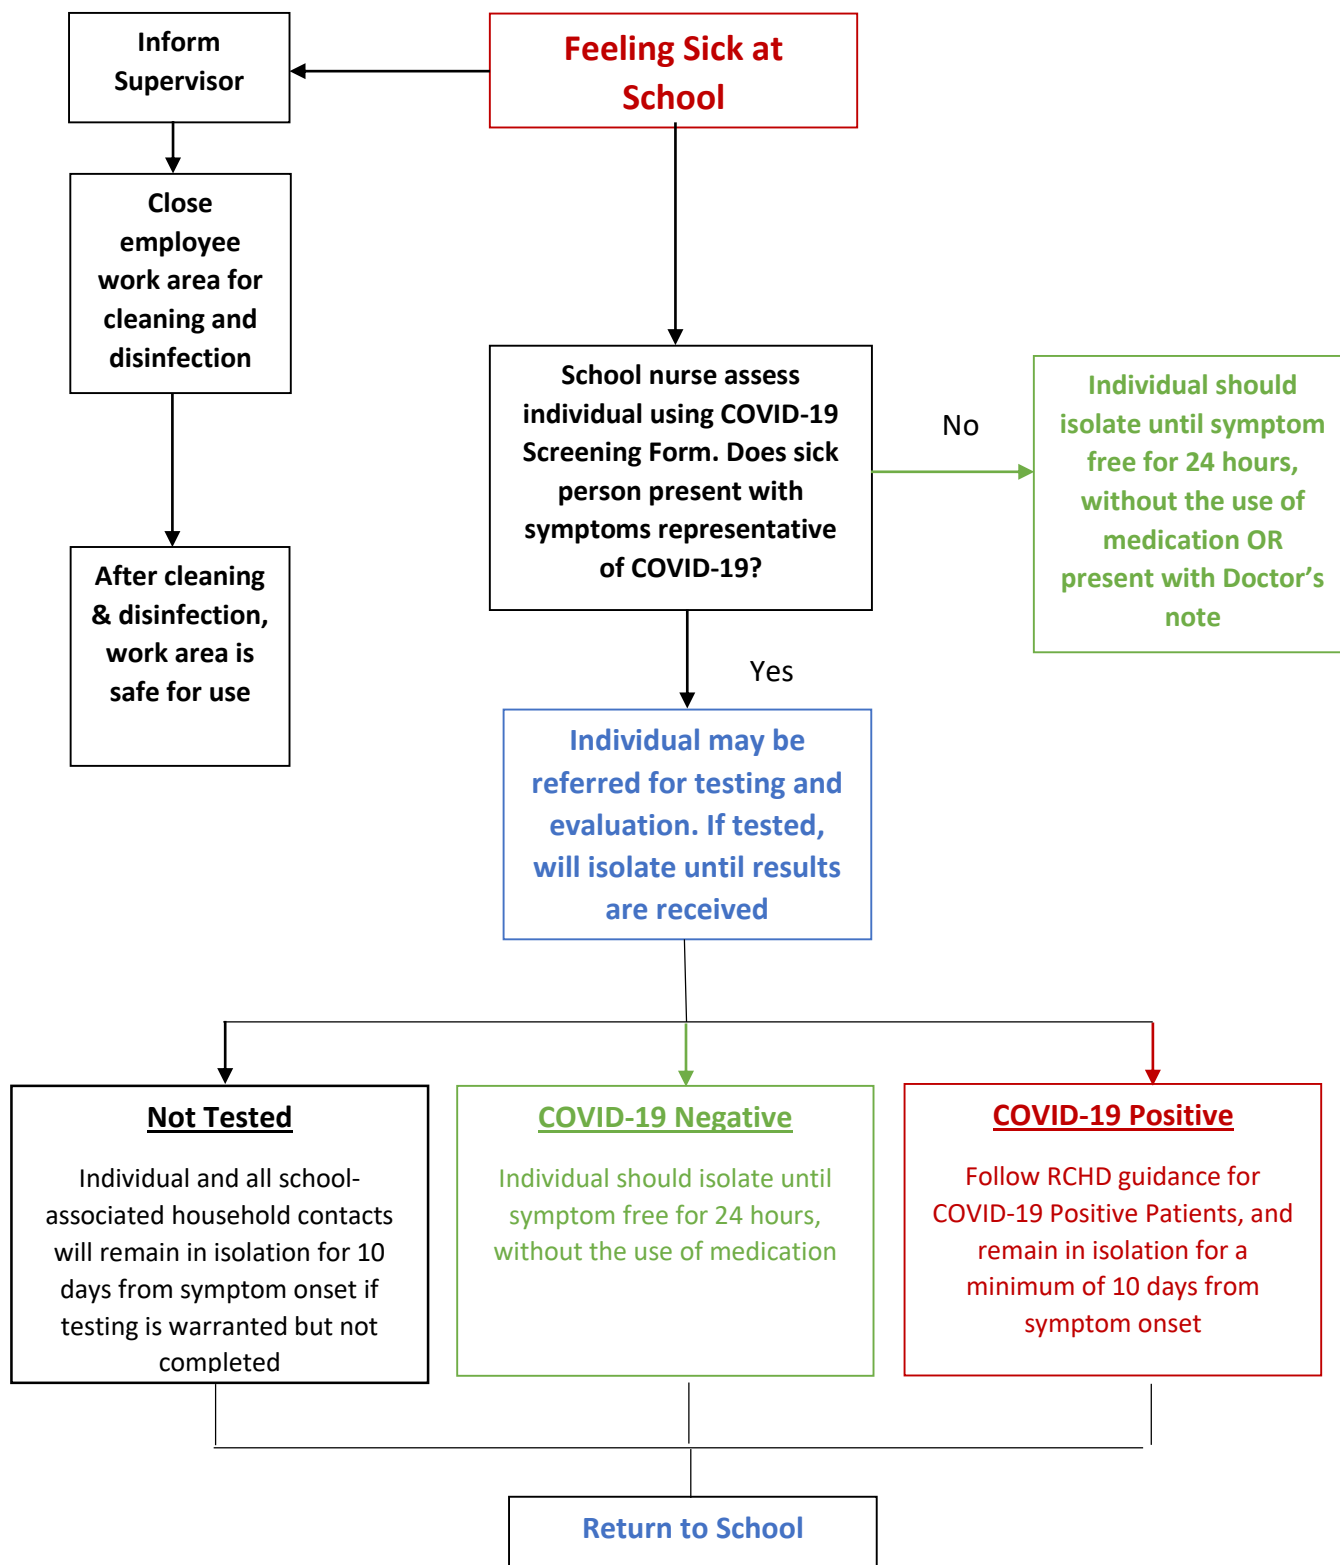 Inform
Supervisor
Feeling Sick at
School
Close
employee
work area for
cleaning and
disinfection
School nurse assess
individual using COVID-19
Screening Form. Does sick
person present with
symptoms representative
of COVID-19?
No
Individual should
isolate until symptom
free for 24 hours,
without the use of
medication OR
present with Doctor’s
note
After cleaning
& disinfection,
work area is
safe for use
Yes
Individual may be
referred for testing and
evaluation. If tested,
will isolate until results
are received
Not Tested
Individual and all school-
associated household contacts
will remain in isolation for 10
days from symptom onset if
testing is warranted but not
completed
COVID-19 Negative
Individual should isolate until
symptom free for 24 hours,
without the use of medication
COVID-19 Positive
Follow RCHD guidance for
COVID-19 Positive Patients, and
remain in isolation for a
minimum of 10 days from
symptom onset
Return to School